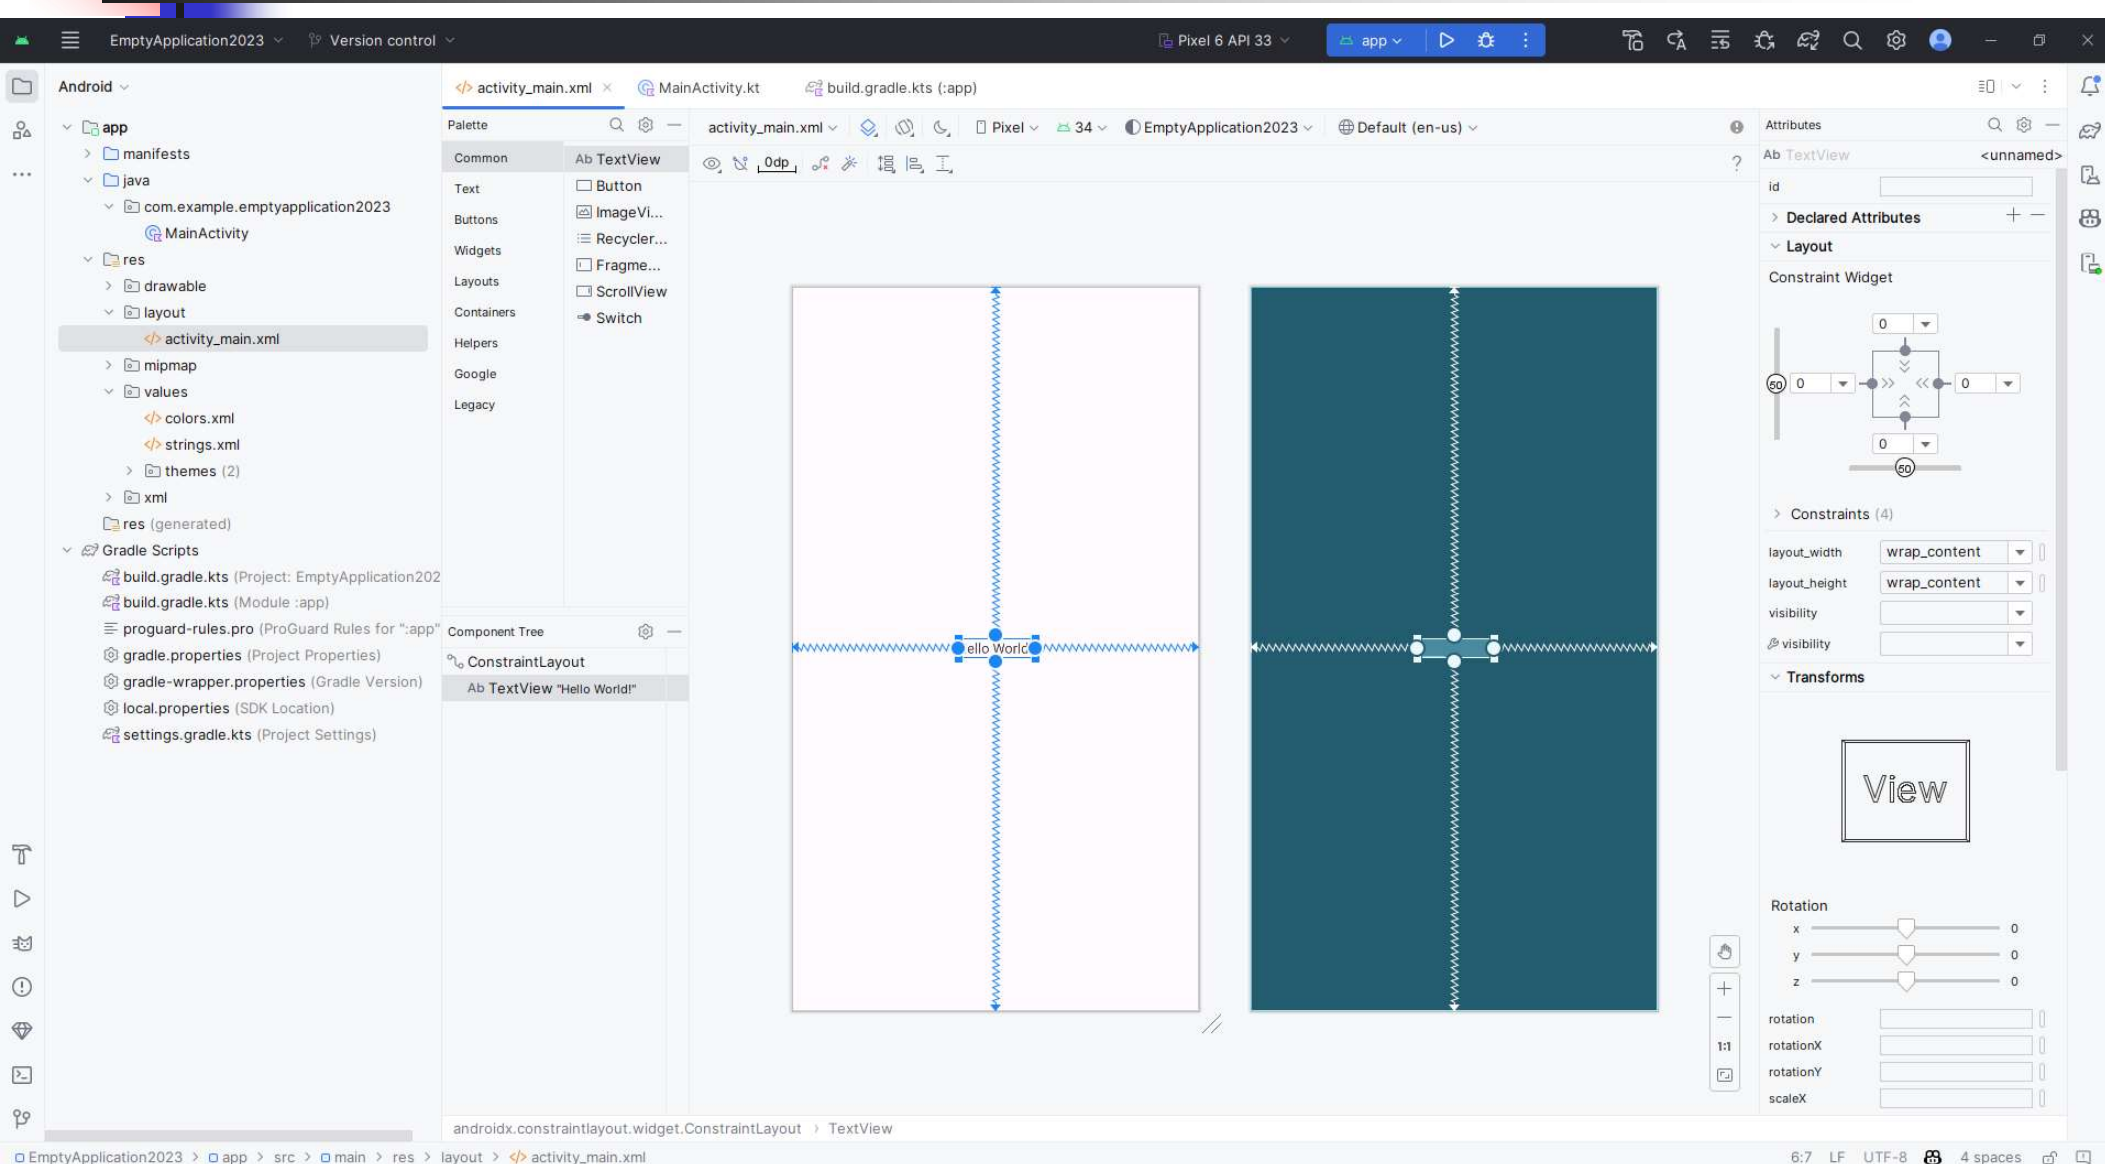 EmptyApplication2023 Version control Pixel 6 API 33 app
Android
app
manifests
java
com.example.emptyapplication2023
MainActivity
res
drawable
layout
activity_main.xml
mipmap
values
colors.xml
strings.xml
themes (2)
xml
res (generated)
Gradle Scripts
build.gradle.kts (Project: EmptyApplication202
build.gradle.kts (Module :app)
proguard-rules.pro (ProGuard Rules for ":app"
gradle.properties (Project Properties)
gradle-wrapper.properties (Gradle Version)
local.properties (SDK Location)
settings.gradle.kts (Project Settings)
activity_main.xml MainActivity.kt build.gradle.kts (:app)
Palette
Common
Text
Buttons
Widgets
Layouts
Containers
Helpers
Google
Legacy
Ab TextView
Button
ImageVi...
Recycler...
Fragme...
ScrollView
Switch
Component Tree
ConstraintLayout
Ab TextView "Hello World!"
activity_main.xml Pixel 34 EmptyApplication2023 Default (en-us)
0dp ?
ello World
1:1
Attributes
Ab TextView <unnamed>
id
Declared Attributes
Layout
Constraint Widget
0
50 0 0
0
50
Constraints (4)
layout_width wrap_content
layout_height wrap_content
visibility
visibility
Transforms
View
Rotation
x 0
y 0
z 0
rotation
rotationX
rotationY
scaleX
androidx.constraintlayout.widget.ConstraintLayout > TextView
EmptyApplication2023 > app > src > main > res > layout > activity_main.xml 6:7 LF UTF-8 4 spaces